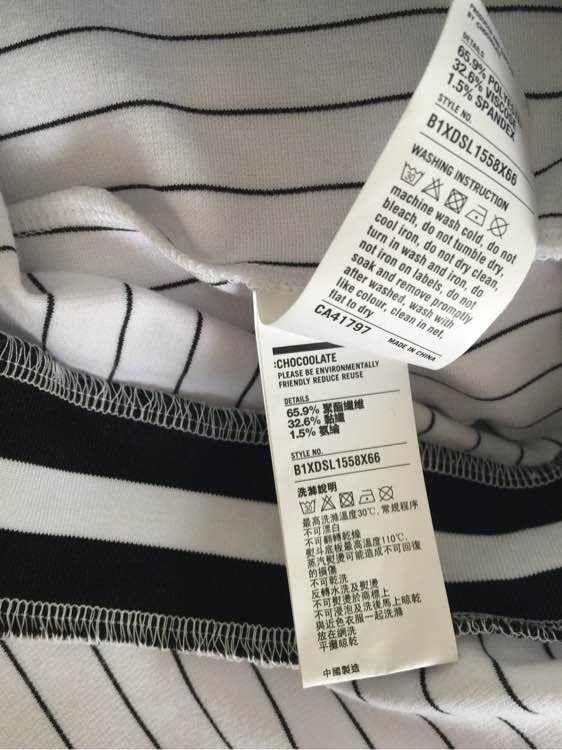 PRODUCT
BY :CHOCOOL
DETAILS
65.9% POLYEST
32.6% VISCOSE
1.5% SPANDEX
STYLE NO.
B1XDSL1558X66
WASHING INSTRUCTION
30
machine wash cold, do not
bleach, do not tumble dry,
cool iron, do not dry clean,
turn in wash and iron, do
not iron on labels, do not
soak and remove promptly
after washed, wash with
like colour, clean in net,
flat to dry
CA41797
MADE IN CHINA
:CHOCOOLATE
PLEASE BE ENVIRONMENTALLY
FRIENDLY REDUCE REUSE
DETAILS
65.9% 聚酯纖維
32.6% 黏纖
1.5% 氨綸
STYLE NO.
B1XDSL1558X66
洗滌說明
30
最高洗滌溫度30℃, 常規程序
不可漂白
不可翻轉乾燥
熨斗底板最高溫度110℃,
蒸汽熨燙可能造成不可回復
的損傷
不可乾洗
反轉水洗及熨燙
不可熨燙於商標上
不可浸泡及洗後馬上晾乾
與近色衣服一起洗滌
放在網洗
平攤晾乾
中國製造